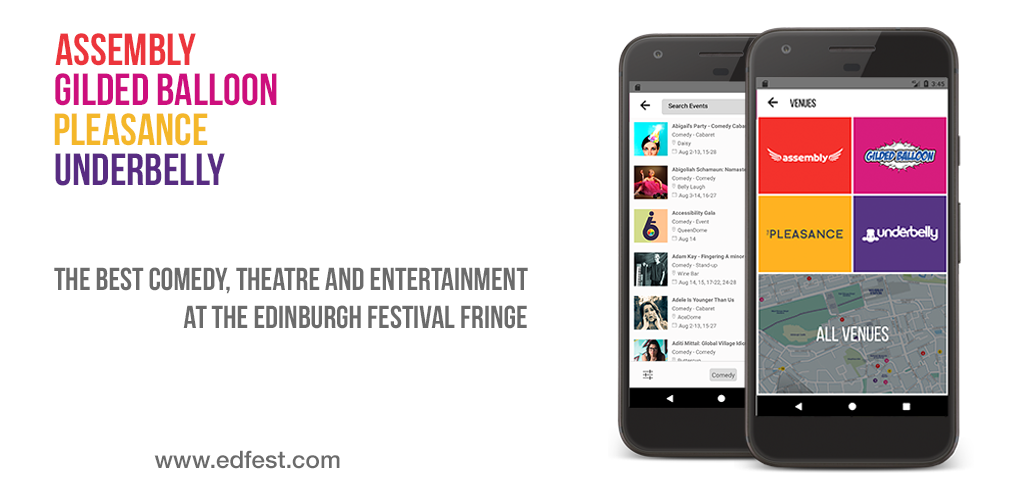 ASSEMBLY
GILDED BALLOON
PLEASANCE
UNDERBELLY
THE BEST COMEDY, THEATRE AND ENTERTAINMENT
AT THE EDINBURGH FESTIVAL FRINGE
www.edfest.com
Search Events
Abigail's Party - Comedy Caba
Comedy - Cabaret
Daisy
Aug 2-13, 15-28
Abigoliah Schamaun: Namaste
Comedy - Comedy
Belly Laugh
Aug 3-14, 16-27
Accessibility Gala
Comedy - Event
QueenDome
Aug 14
Adam Kay - Fingering A minor
Comedy - Stand-up
Wine Bar
Aug 14, 15, 17-22, 24-28
Adele Is Younger Than Us
Comedy - Cabaret
AceDome
Aug 2-13, 15-27
Aditi Mittal: Global Village Idio
Comedy - Comedy
Comedy
3:45
VENUES
assembly
GILDED BALLOON
THE PLEASANCE
underbelly
ALL VENUES